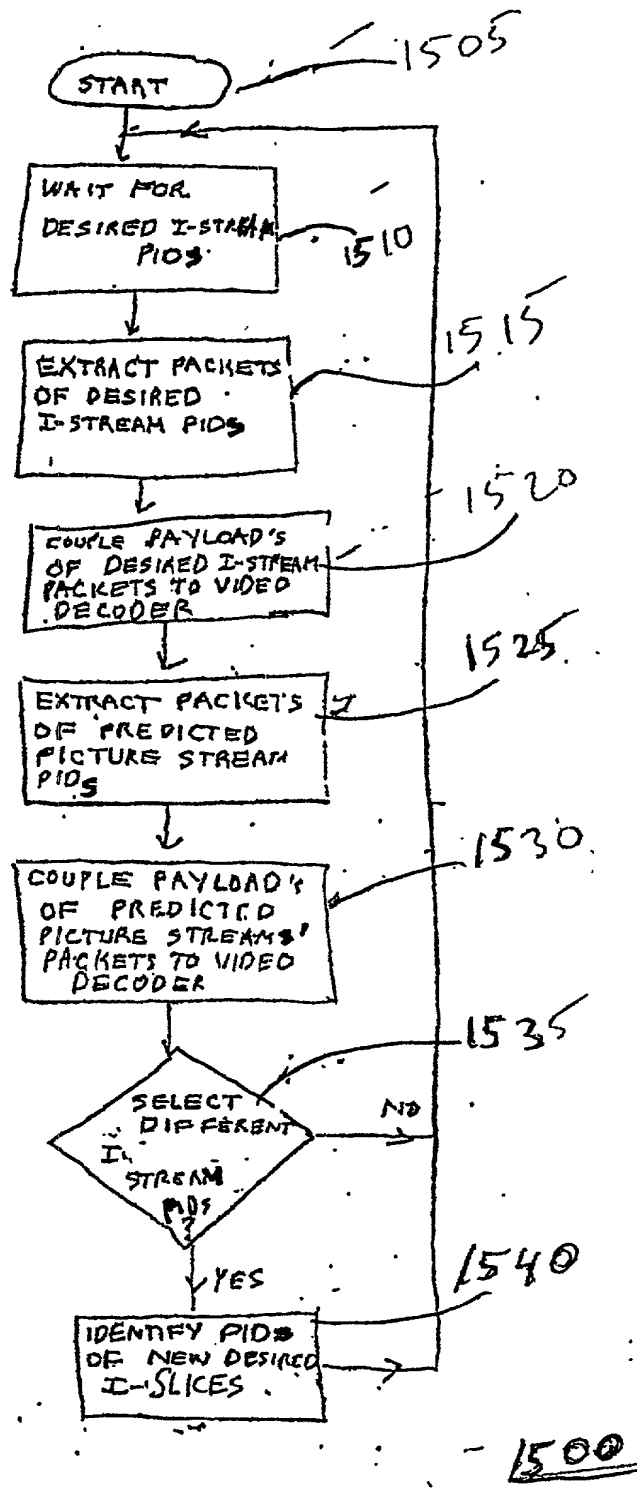 1505
START
WAIT FOR
DESIRED I-STREAM
PIDS.
1510
1515
EXTRACT PACKETS
OF DESIRED
I-STREAM PIDS
1520
COUPLE PAYLOAD'S
OF DESIRED I-STREAM
PACKETS TO VIDEO
DECODER
1525
EXTRACT PACKETS
OF PREDICTED
PICTURE STREAM
PIDS
1530
COUPLE PAYLOAD'S
OF PREDICTED
PICTURE STREAMS'
PACKETS TO VIDEO
DECODER
1535
SELECT
DIFFERENT
I-
STREAM
PIDS
?
NO
YES
1540
IDENTIFY PIDS
OF NEW DESIRED
I-SLICES.
1500